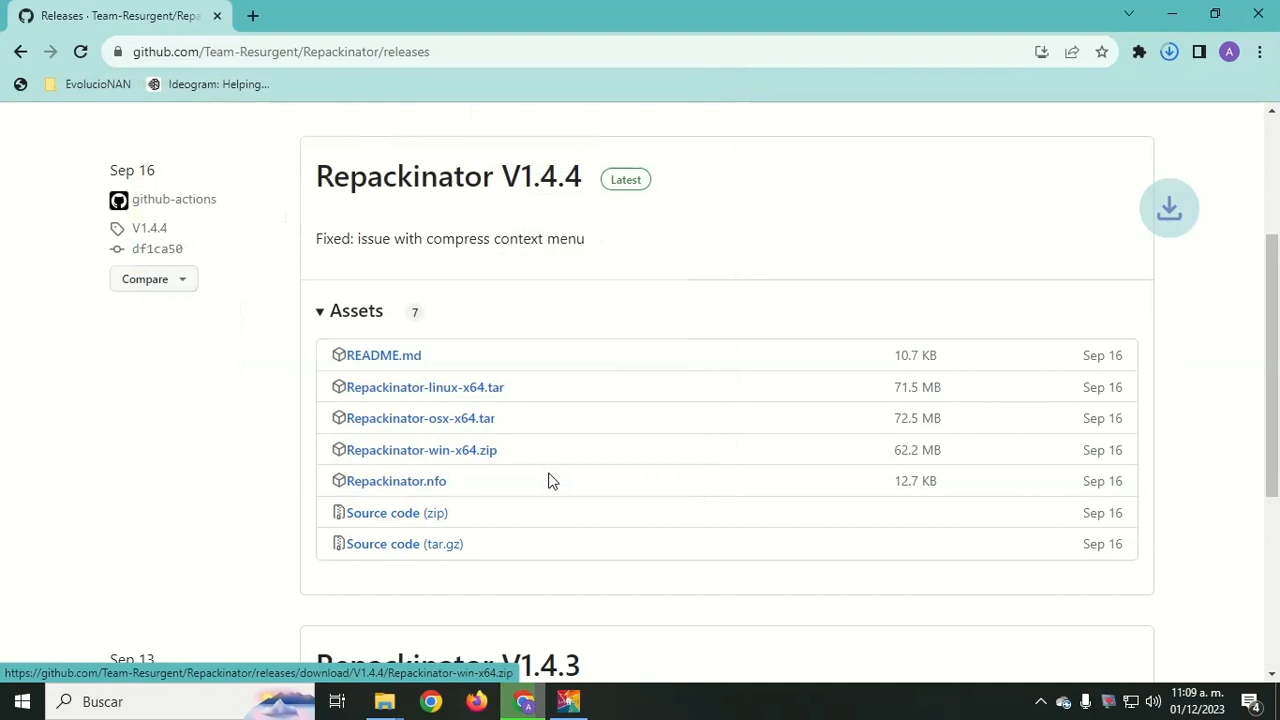 Releases · Team-Resurgent/Repa
github.com/Team-Resurgent/Repackinator/releases
A
EvolucioNAN
Ideogram: Helping...
Sep 16
github-actions
V1.4.4
df1ca50
Compare
Repackinator V1.4.4
Latest
Fixed: issue with compress context menu
Assets 7
README.md 10.7 KB Sep 16
Repackinator-linux-x64.tar 71.5 MB Sep 16
Repackinator-osx-x64.tar 72.5 MB Sep 16
Repackinator-win-x64.zip 62.2 MB Sep 16
Repackinator.nfo 12.7 KB Sep 16
Source code (zip) Sep 16
Source code (tar.gz) Sep 16
Sep 13
Repackinator V1.4.3
https://github.com/Team-Resurgent/Repackinator/releases/download/V1.4.4/Repackinator-win-x64.zip
Buscar
A
11:09 a. m.
01/12/2023
4